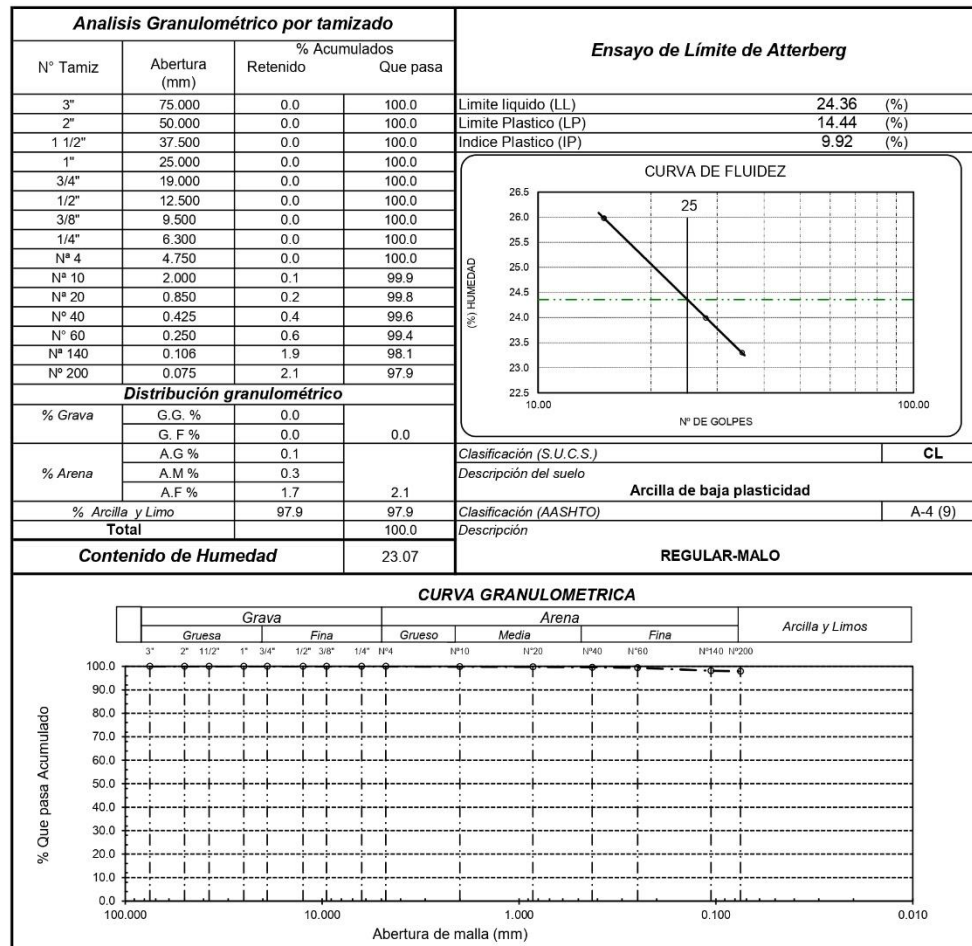 Analisis Granulométrico por tamizado
N° Tamiz Abertura (mm) % Acumulados
Retenido Que pasa
3" 75.000 0.0 100.0
2" 50.000 0.0 100.0
1 1/2" 37.500 0.0 100.0
1" 25.000 0.0 100.0
3/4" 19.000 0.0 100.0
1/2" 12.500 0.0 100.0
3/8" 9.500 0.0 100.0
1/4" 6.300 0.0 100.0
Nª 4 4.750 0.0 100.0
Nª 10 2.000 0.1 99.9
Nª 20 0.850 0.2 99.8
Nº 40 0.425 0.4 99.6
N° 60 0.250 0.6 99.4
Nª 140 0.106 1.9 98.1
Nº 200 0.075 2.1 97.9
Distribución granulométrico
% Grava G.G. % 0.0
G. F % 0.0 0.0
A.G % 0.1
% Arena A.M % 0.3
A.F % 1.7 2.1
% Arcilla y Limo 97.9 97.9
Total 100.0
Contenido de Humedad 23.07
Ensayo de Límite de Atterberg
Limite liquido (LL) 24.36 (%)
Limite Plastico (LP) 14.44 (%)
Indice Plastico (IP) 9.92 (%)
CURVA DE FLUIDEZ
25
26.5
26.0
25.5
25.0
24.5
24.0
23.5
23.0
22.5
(%) HUMEDAD
10.00 100.00
Nº DE GOLPES
Clasificación (S.U.C.S.) CL
Descripción del suelo
Arcilla de baja plasticidad
Clasificación (AASHTO) A-4 (9)
Descripción
REGULAR-MALO
CURVA GRANULOMETRICA
Grava Arena Arcilla y Limos
Gruesa Fina Grueso Media Fina
3" 2" 11/2" 1" 3/4" 1/2" 3/8" 1/4" Nº4 Nº10 Nº20 Nº40 Nº60 Nº140 Nº200
100.0
90.0
80.0
70.0
60.0
50.0
40.0
30.0
20.0
10.0
0.0
% Que pasa Acumulado
100.000 10.000 1.000 0.100 0.010
Abertura de malla (mm)